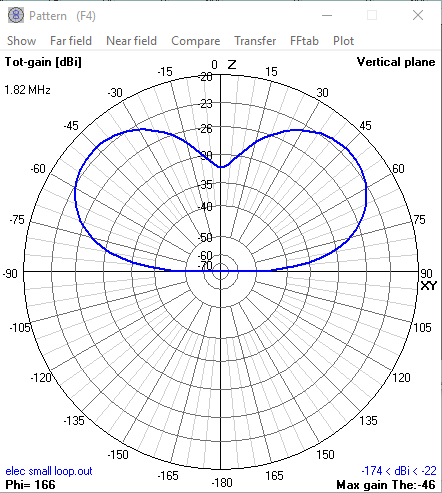 Pattern (F4)
Show Far field Near field Compare Transfer FFtab Plot
Tot-gain [dBi] 0 Z Vertical plane
-15 -20 15
1.82 MHz
-30 -23 30
-45 -26 45
-30
-60 -35 60
-40
-75 -50 75
-60
-70
-90 90
XY
-105 105
-120 120
-135 135
-150 150
-165 165
-180
elec small loop.out -174 < dBi < -22
Phi= 166 Max gain The:-46